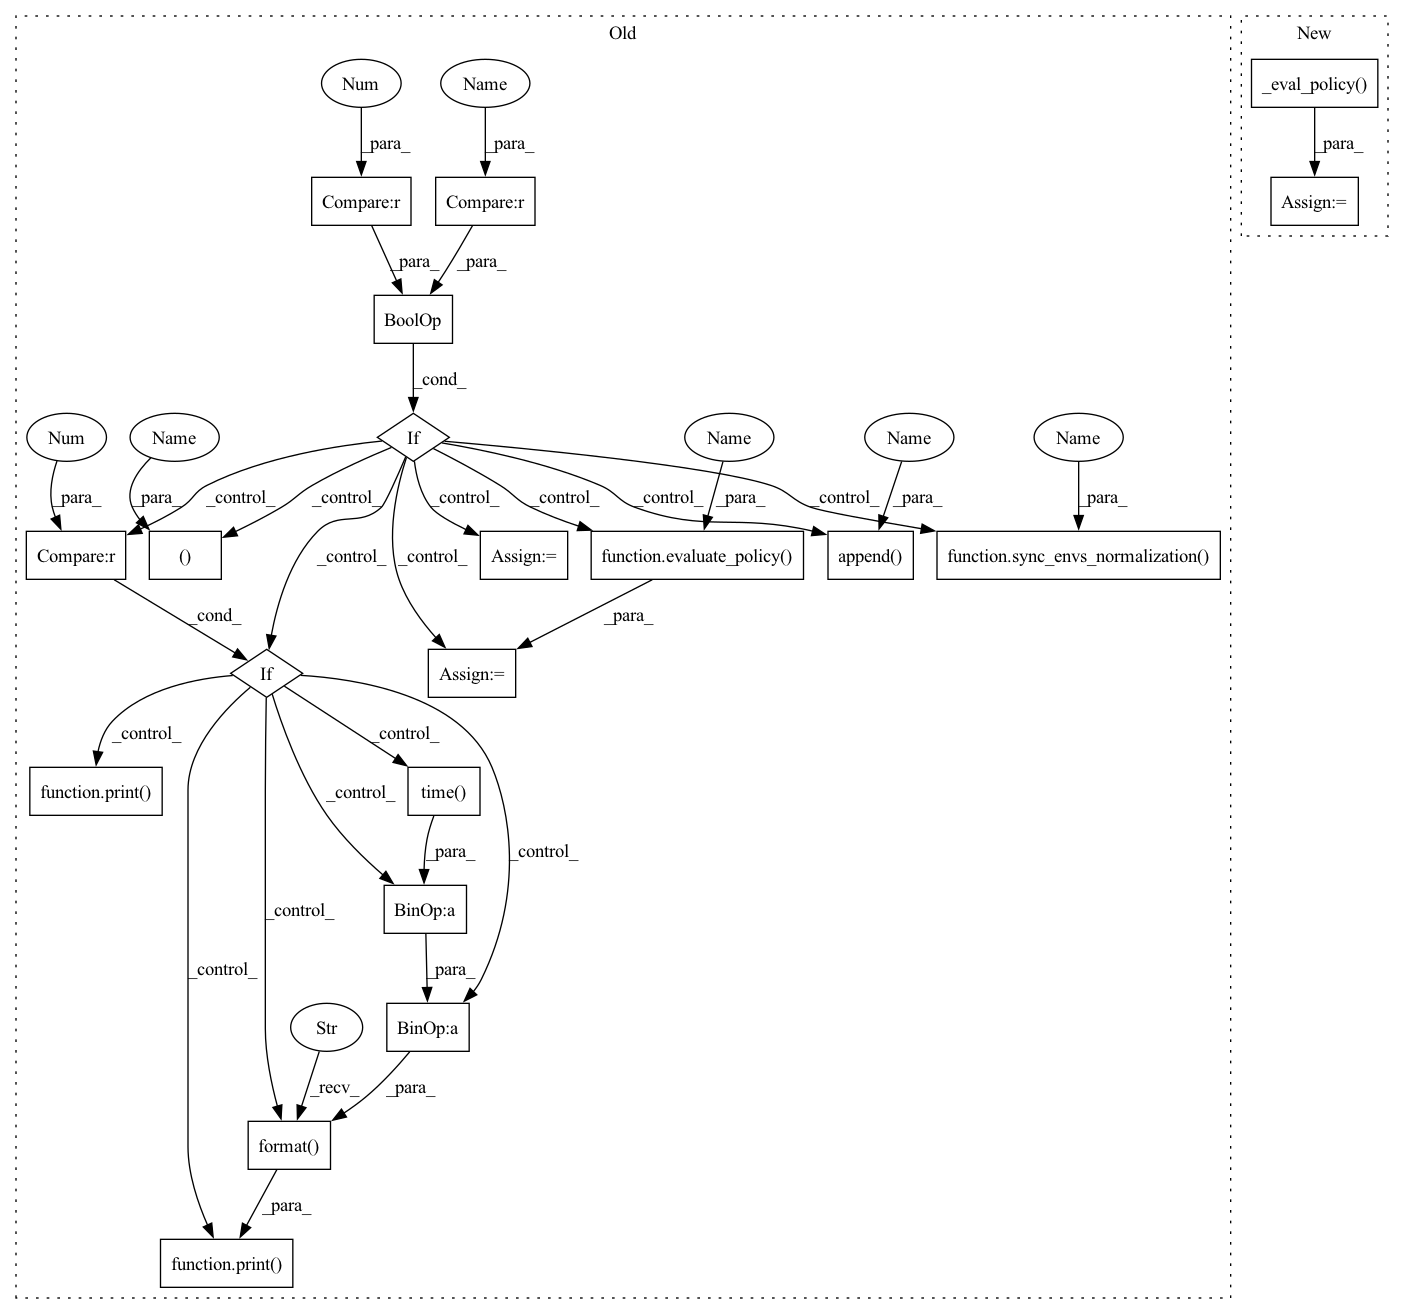 Old
New
Num
Name
_eval_policy()
_para_
_para_
_para_
Compare:r
Compare:r
Assign:=
_para_
_para_
BoolOp
_cond_
Num
Name
If
Name
Name
Name
_para_
_para_
_control_
_control_
_control_
_control_
_control_
_control_
_control_
_control_
_para_
_para_
_para_
Compare:r
()
Assign:=
function.evaluate_policy()
append()
function.sync_envs_normalization()
_cond_
_para_
If
Assign:=
_control_
_control_
function.print()
time()
_control_
_para_
_control_
BinOp:a
_control_
_control_
_para_
Str
BinOp:a
_recv_
_para_
format()
_para_
function.print()